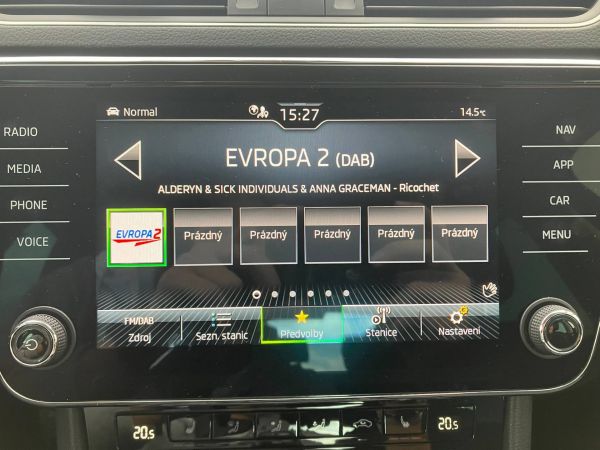 Normal
15:27
14.5°C
RADIO
MEDIA
PHONE
VOICE
NAV
APP
CAR
MENU
EVROPA 2 (DAB)
ALDERYN & SICK INDIVIDUALS & ANNA GRACEMAN - Ricochet
EVROPA 2
Prázdný
Prázdný
Prázdný
Prázdný
Prázdný
FM/DAB
Zdroj
Sezn. stanic
Předvolby
Stanice
Nastavení
20.5
20.5